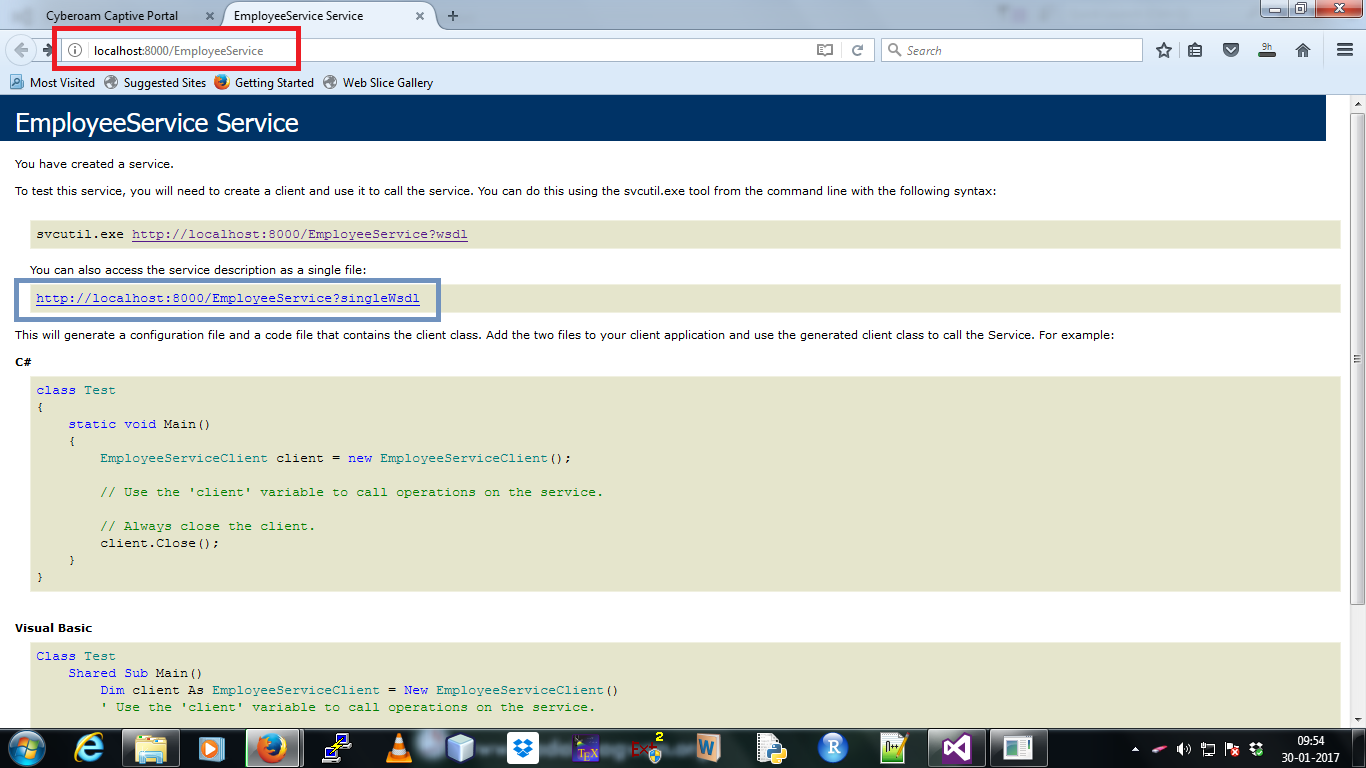 Cyberoam Captive Portal
EmployeeService Service
localhost:8000/EmployeeService
Search
9h
Most Visited
Suggested Sites
Getting Started
Web Slice Gallery
EmployeeService Service
You have created a service.
To test this service, you will need to create a client and use it to call the service. You can do this using the svcutil.exe tool from the command line with the following syntax:
svcutil.exe http://localhost:8000/EmployeeService?wsdl
You can also access the service description as a single file:
http://localhost:8000/EmployeeService?singleWsdl
This will generate a configuration file and a code file that contains the client class. Add the two files to your client application and use the generated client class to call the Service. For example:
C#
class Test
{
    static void Main()
    {
        EmployeeServiceClient client = new EmployeeServiceClient();
        // Use the 'client' variable to call operations on the service.
        // Always close the client.
        client.Close();
    }
}
Visual Basic
Class Test
    Shared Sub Main()
        Dim client As EmployeeServiceClient = New EmployeeServiceClient()
        ' Use the 'client' variable to call operations on the service.
09:54
30-01-2017